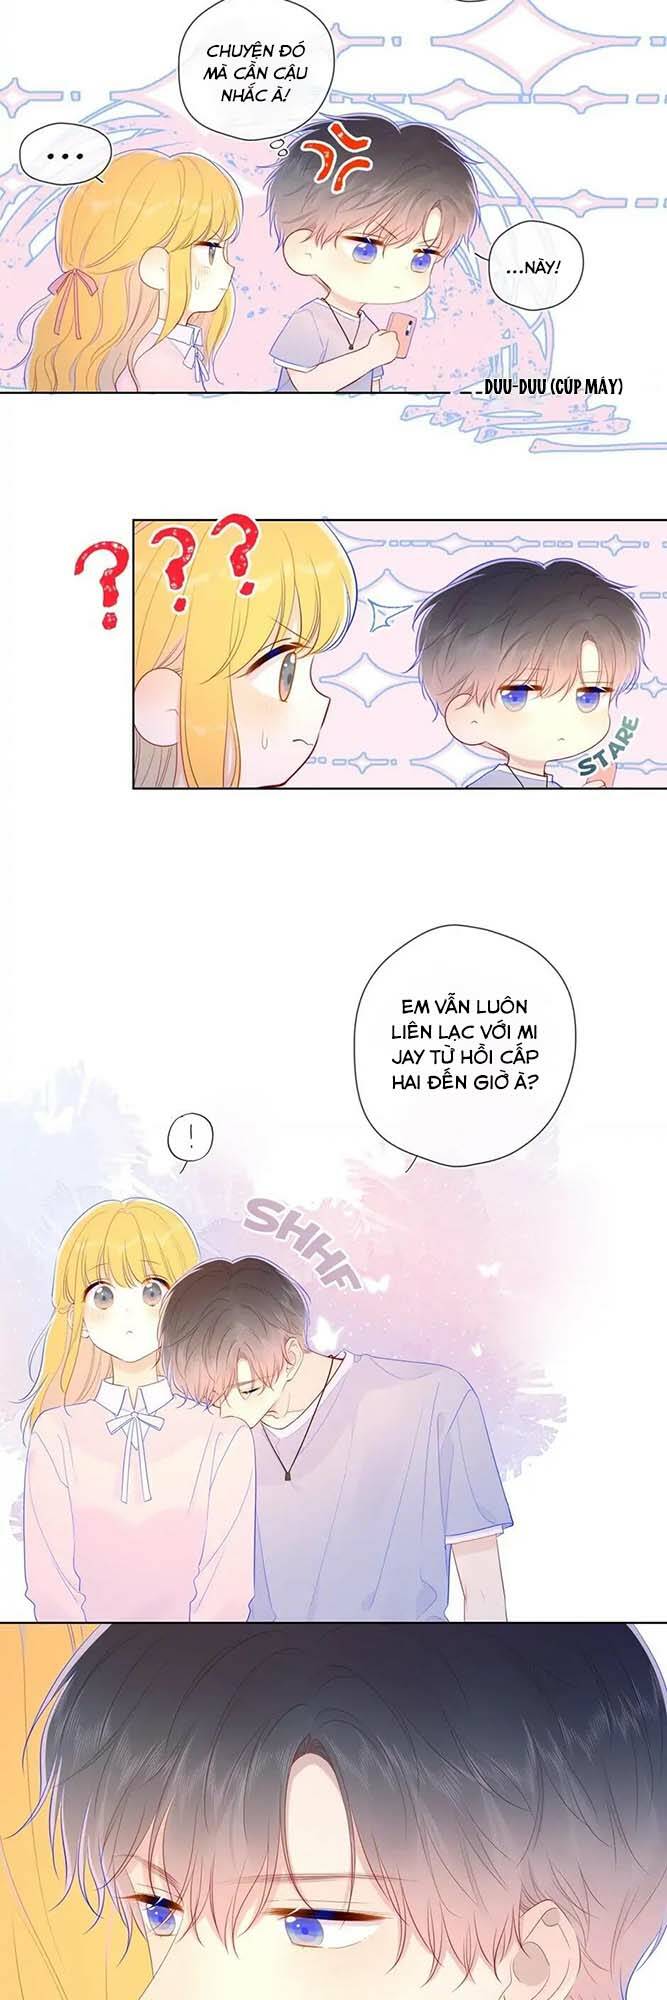 CHUYỆN ĐÓ
MÀ CẦN CẬU
NHẮC À!
...
...NÀY!
DUU-DUU (CÚP MÁY)
???
STARE
EM VẪN LUÔN
LIÊN LẠC VỚI MI
JAY TỪ HỒI CẤP
HAI ĐẾN GIỜ À?
!
SHHF